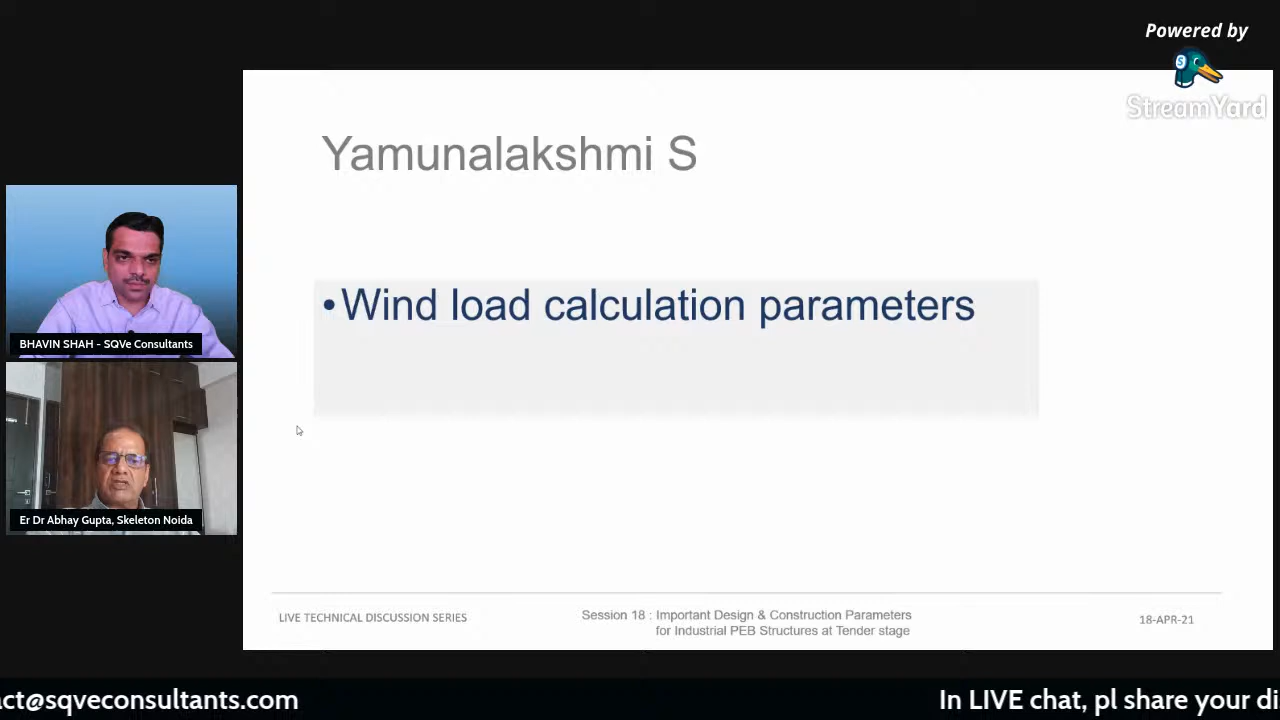 Powered by
StreamYard
Yamunalakshmi S
•Wind load calculation parameters
BHAVIN SHAH - SQVe Consultants
Er Dr Abhay Gupta, Skeleton Noida
LIVE TECHNICAL DISCUSSION SERIES
Session 18 : Important Design & Construction Parameters
for Industrial PEB Structures at Tender stage
18-APR-21
act@sqveconsultants.com
In LIVE chat, pl share your di